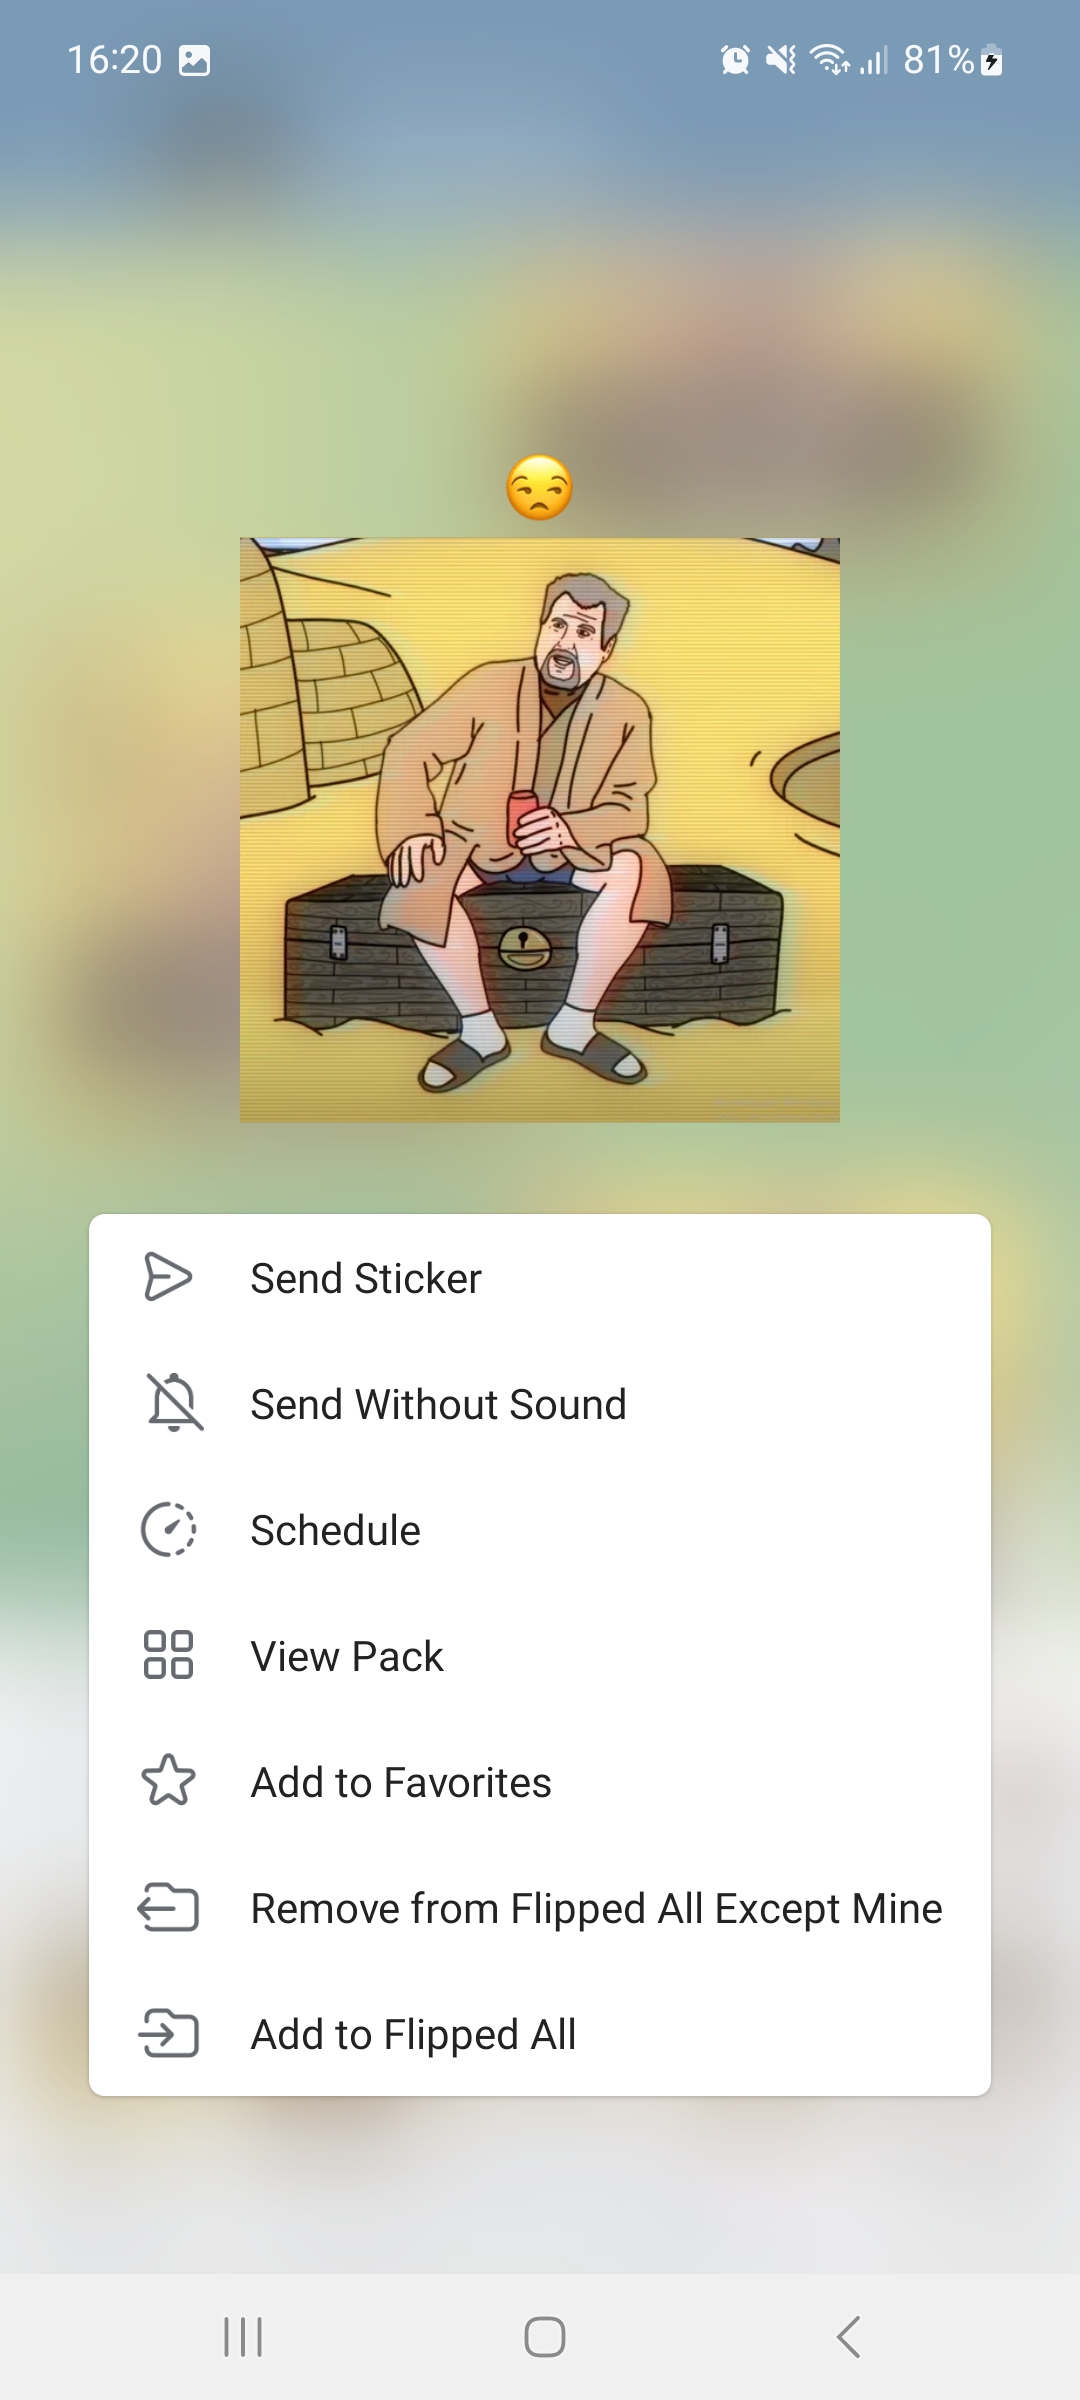 16:20
81%
Send Sticker
Send Without Sound
Schedule
View Pack
Add to Favorites
Remove from Flipped All Except Mine
Add to Flipped All